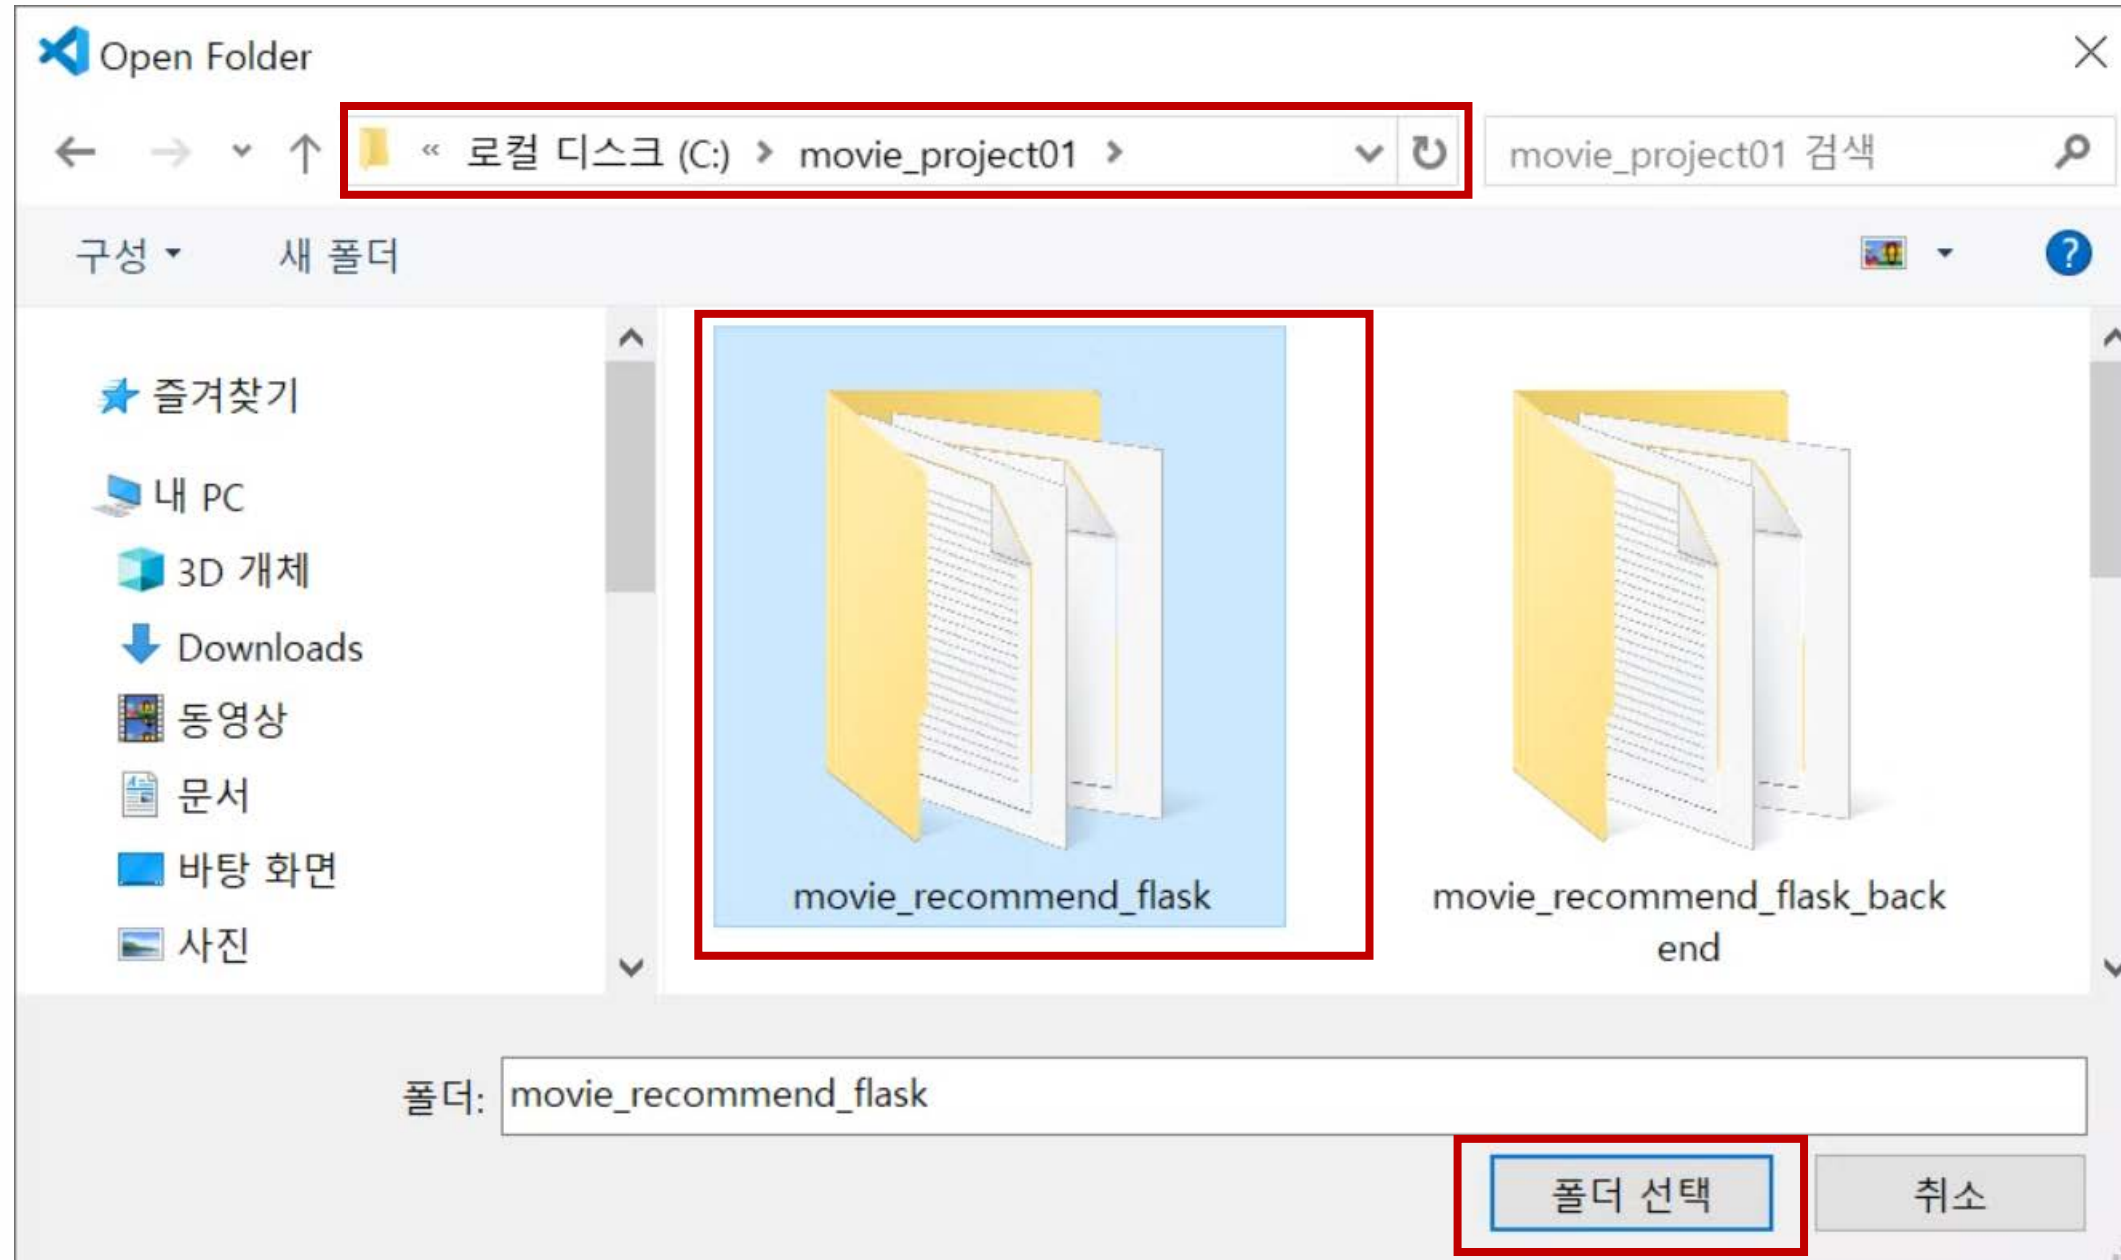 Open Folder
« 로컬 디스크 (C:) > movie_project01 >
movie_project01 검색
구성
새 폴더
?
즐겨찾기
내 PC
3D 개체
Downloads
동영상
문서
바탕 화면
사진
movie_recommend_flask
movie_recommend_flask_back
end
폴더: movie_recommend_flask
폴더 선택
취소